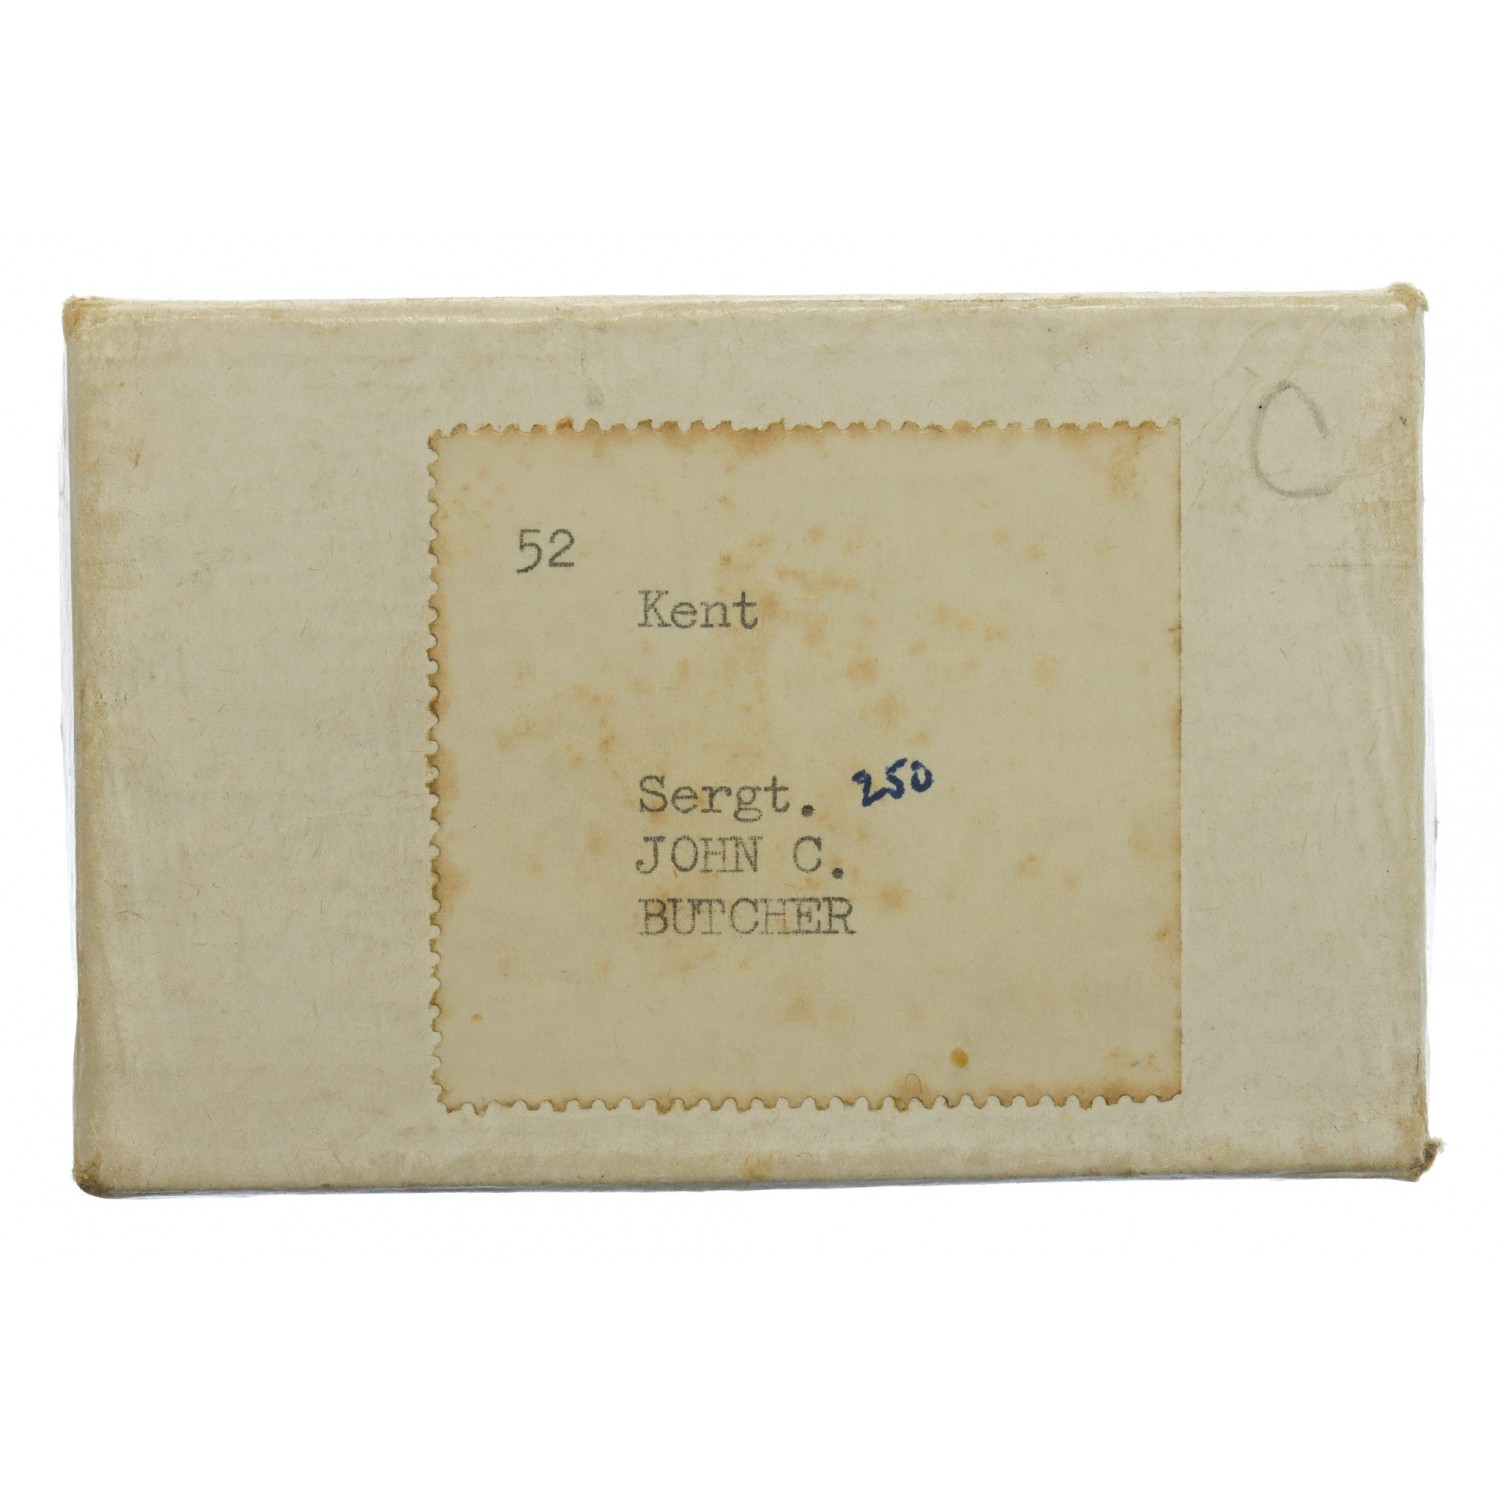 C
52
Kent
Sergt. 250
JOHN C.
BUTCHER